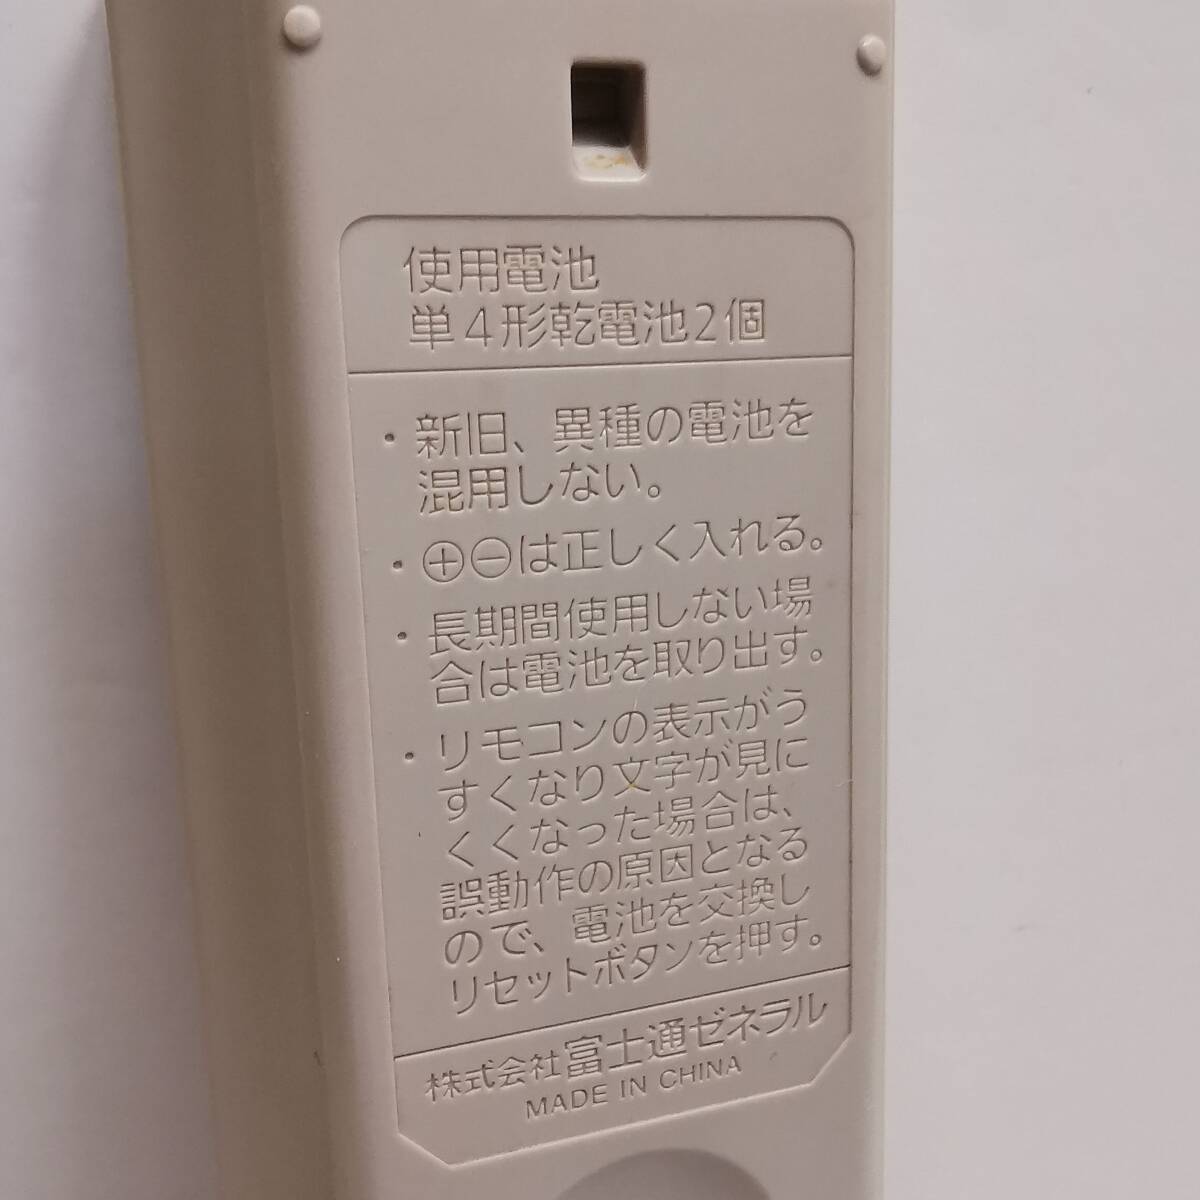 使用電池
単4形乾電池2個
・新旧、異種の電池を
混用しない。
・⊕⊖は正しく入れる。
・長期間使用しない場
合は電池を取り出す。
・リモコンの表示がう
すくなり文字が見に
くくなった場合は、
誤動作の原因となる
ので、電池を交換し
リセットボタンを押す。
株式会社富士通ゼネラル
MADE IN CHINA